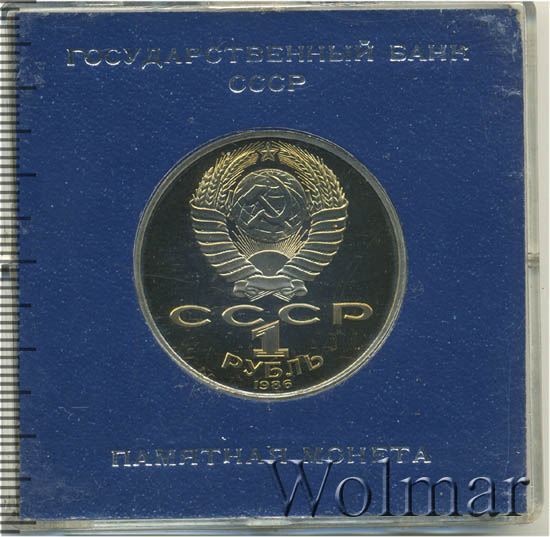 ГОСУДАРСТВЕННЫЙ БАНК
СССР
СССР
1
РУБЛЬ
1986
ПАМЯТНАЯ МОНЕТА
Wolmar